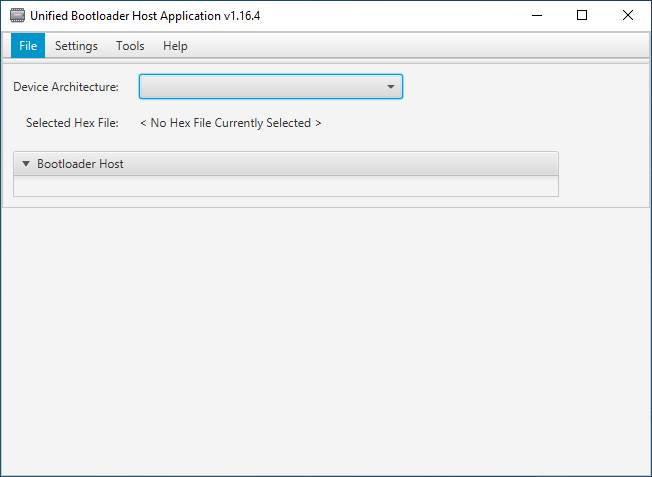 Unified Bootloader Host Application v1.16.4
File Settings Tools Help
Device Architecture:
Selected Hex File: < No Hex File Currently Selected >
Bootloader Host